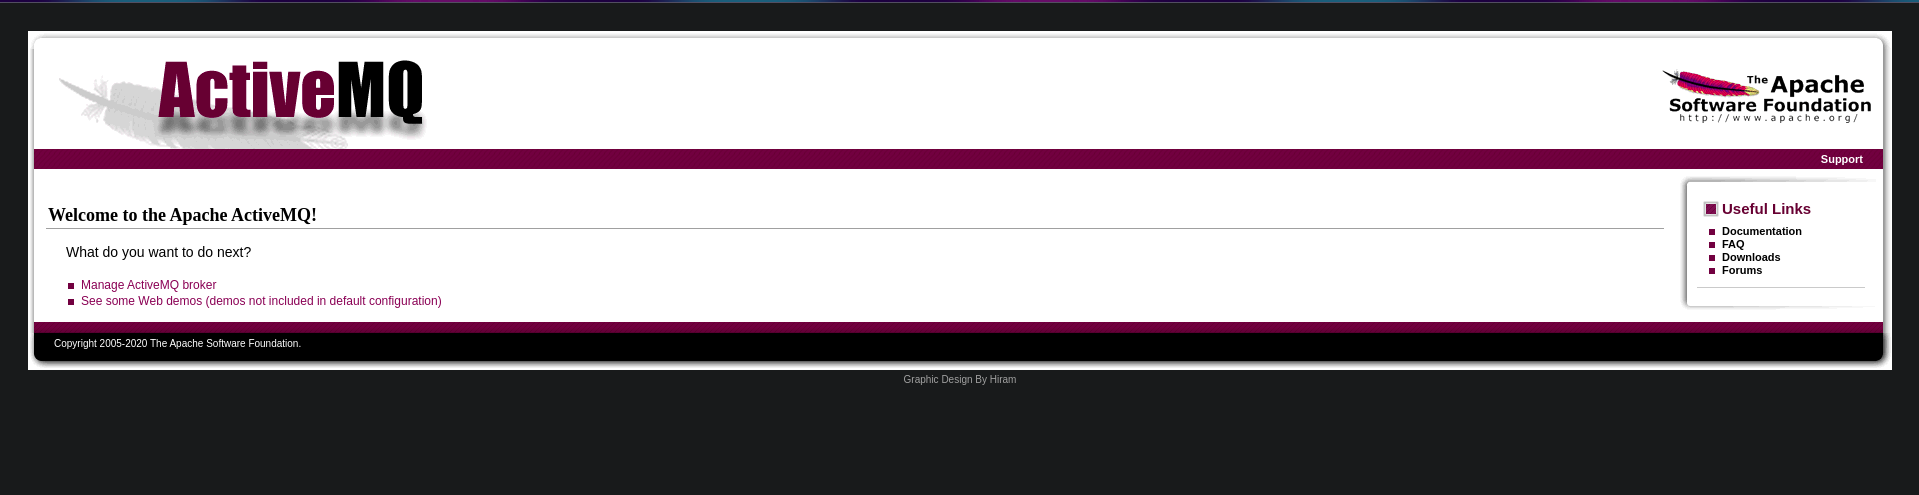 ActiveMQ
The Apache
Software Foundation
http://www.apache.org/
Support
Welcome to the Apache ActiveMQ!
What do you want to do next?
Manage ActiveMQ broker
See some Web demos (demos not included in default configuration)
Useful Links
Documentation
FAQ
Downloads
Forums
Copyright 2005-2020 The Apache Software Foundation.
Graphic Design By Hiram